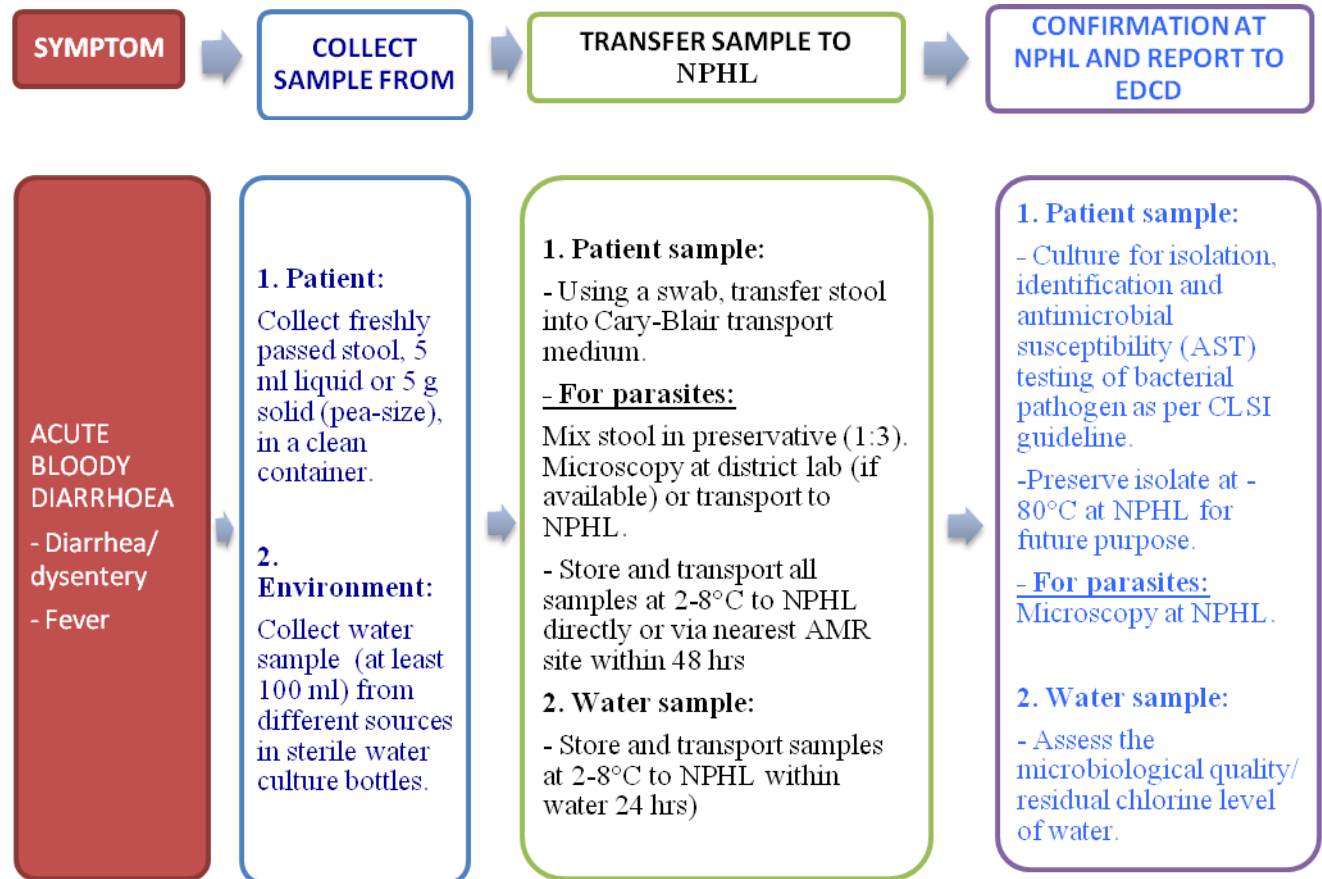 SYMPTOM
COLLECT
SAMPLE FROM
TRANSFER SAMPLE TO
NPHL
CONFIRMATION AT
NPHL AND REPORT TO
EDCD
ACUTE
BLOODY
DIARRHOEA
- Diarrhea/
dysentery
- Fever
1. Patient:
Collect freshly
passed stool, 5
ml liquid or 5 g
solid (pea-size),
in a clean
container.
2.
Environment:
Collect water
sample (at least
100 ml) from
different sources
in sterile water
culture bottles.
1. Patient sample:
- Using a swab, transfer stool
into Cary-Blair transport
medium.
- For parasites:
Mix stool in preservative (1:3).
Microscopy at district lab (if
available) or transport to
NPHL.
- Store and transport all
samples at 2-8°C to NPHL
directly or via nearest AMR
site within 48 hrs
2. Water sample:
- Store and transport samples
at 2-8°C to NPHL within
water 24 hrs)
1. Patient sample:
- Culture for isolation,
identification and
antimicrobial
susceptibility (AST)
testing of bacterial
pathogen as per CLSI
guideline.
-Preserve isolate at -
80°C at NPHL for
future purpose.
- For parasites:
Microscopy at NPHL.
2. Water sample:
- Assess the
microbiological quality/
residual chlorine level
of water.